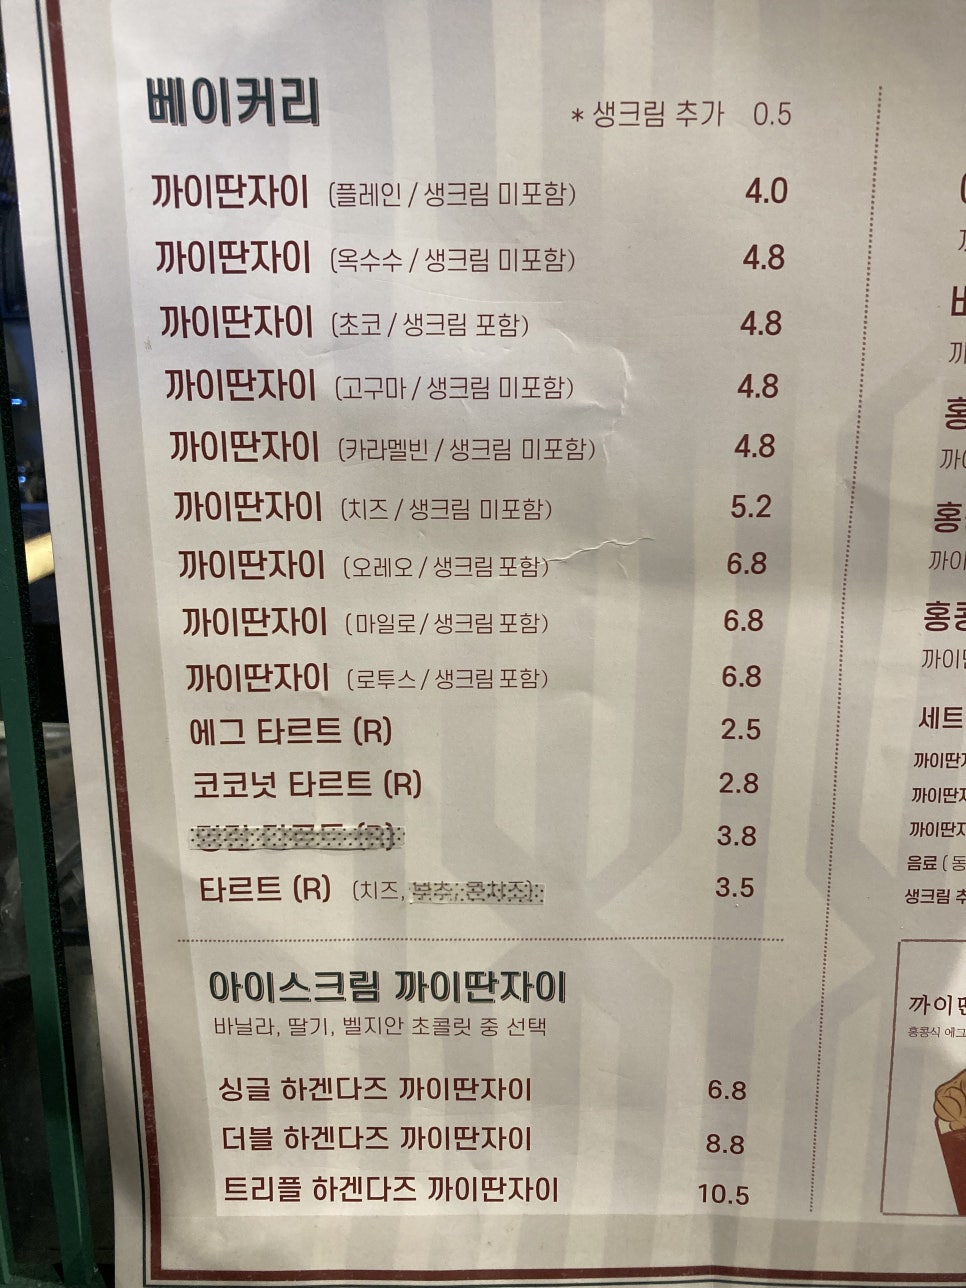 베이커리
* 생크림 추가 0.5
까이딴자이 (플레인 / 생크림 미포함) 4.0
까이딴자이 (옥수수 / 생크림 미포함) 4.8
까이딴자이 (초코 / 생크림 포함) 4.8
까이딴자이 (고구마 / 생크림 미포함) 4.8
까이딴자이 (카라멜빈 / 생크림 미포함) 4.8
까이딴자이 (치즈 / 생크림 미포함) 5.2
까이딴자이 (오레오 / 생크림 포함) 6.8
까이딴자이 (마일로 / 생크림 포함) 6.8
까이딴자이 (로투스 / 생크림 포함) 6.8
에그 타르트 (R) 2.5
코코넛 타르트 (R) 2.8
3.8
타르트 (R) (치즈, 3.5
아이스크림 까이딴자이
바닐라, 딸기, 벨지안 초콜릿 중 선택
싱글 하겐다즈 까이딴자이 6.8
더블 하겐다즈 까이딴자이 8.8
트리플 하겐다즈 까이딴자이 10.5
세트
음료 (
생크림